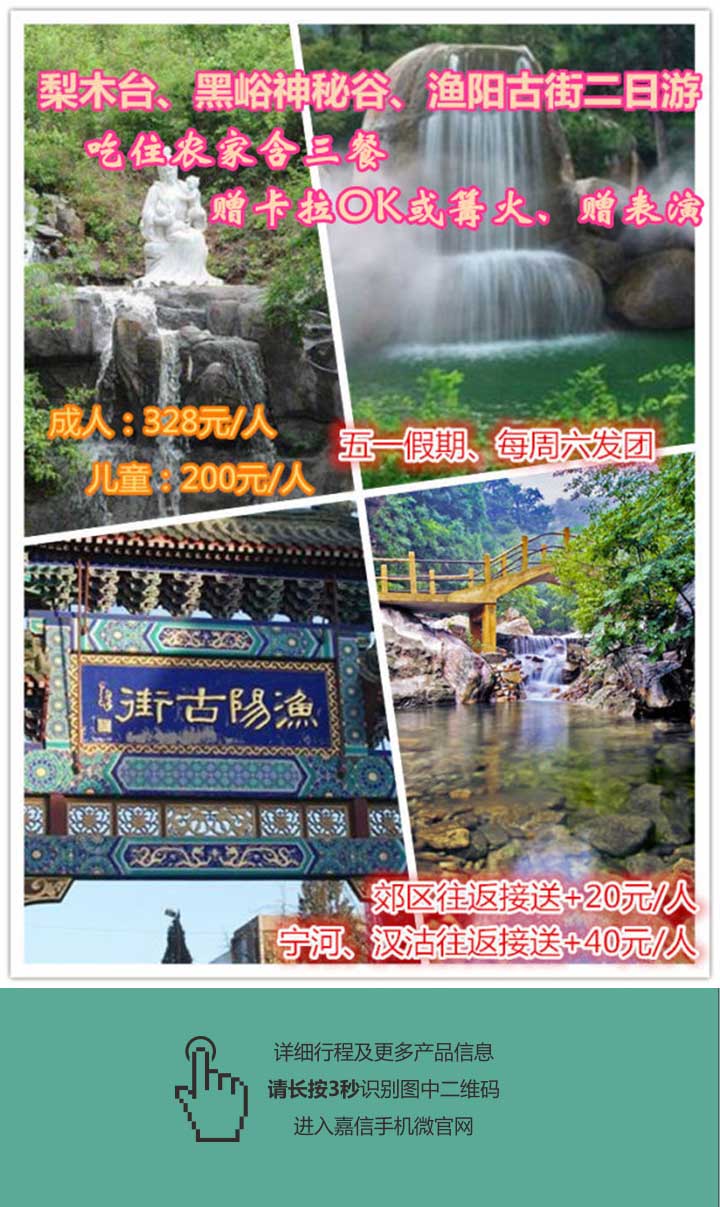 梨木台、黑峪神秘谷、渔阳古街二日游
吃住农家含三餐
赠卡拉OK或篝火、赠表演
成人：328元/人
儿童：200元/人
五一假期、每周六发团
渔阳古街
郊区往返接送+20元/人
宁河、汉沽往返接送+40元/人
详细行程及更多产品信息
请长按3秒识别图中二维码
进入嘉信手机微官网